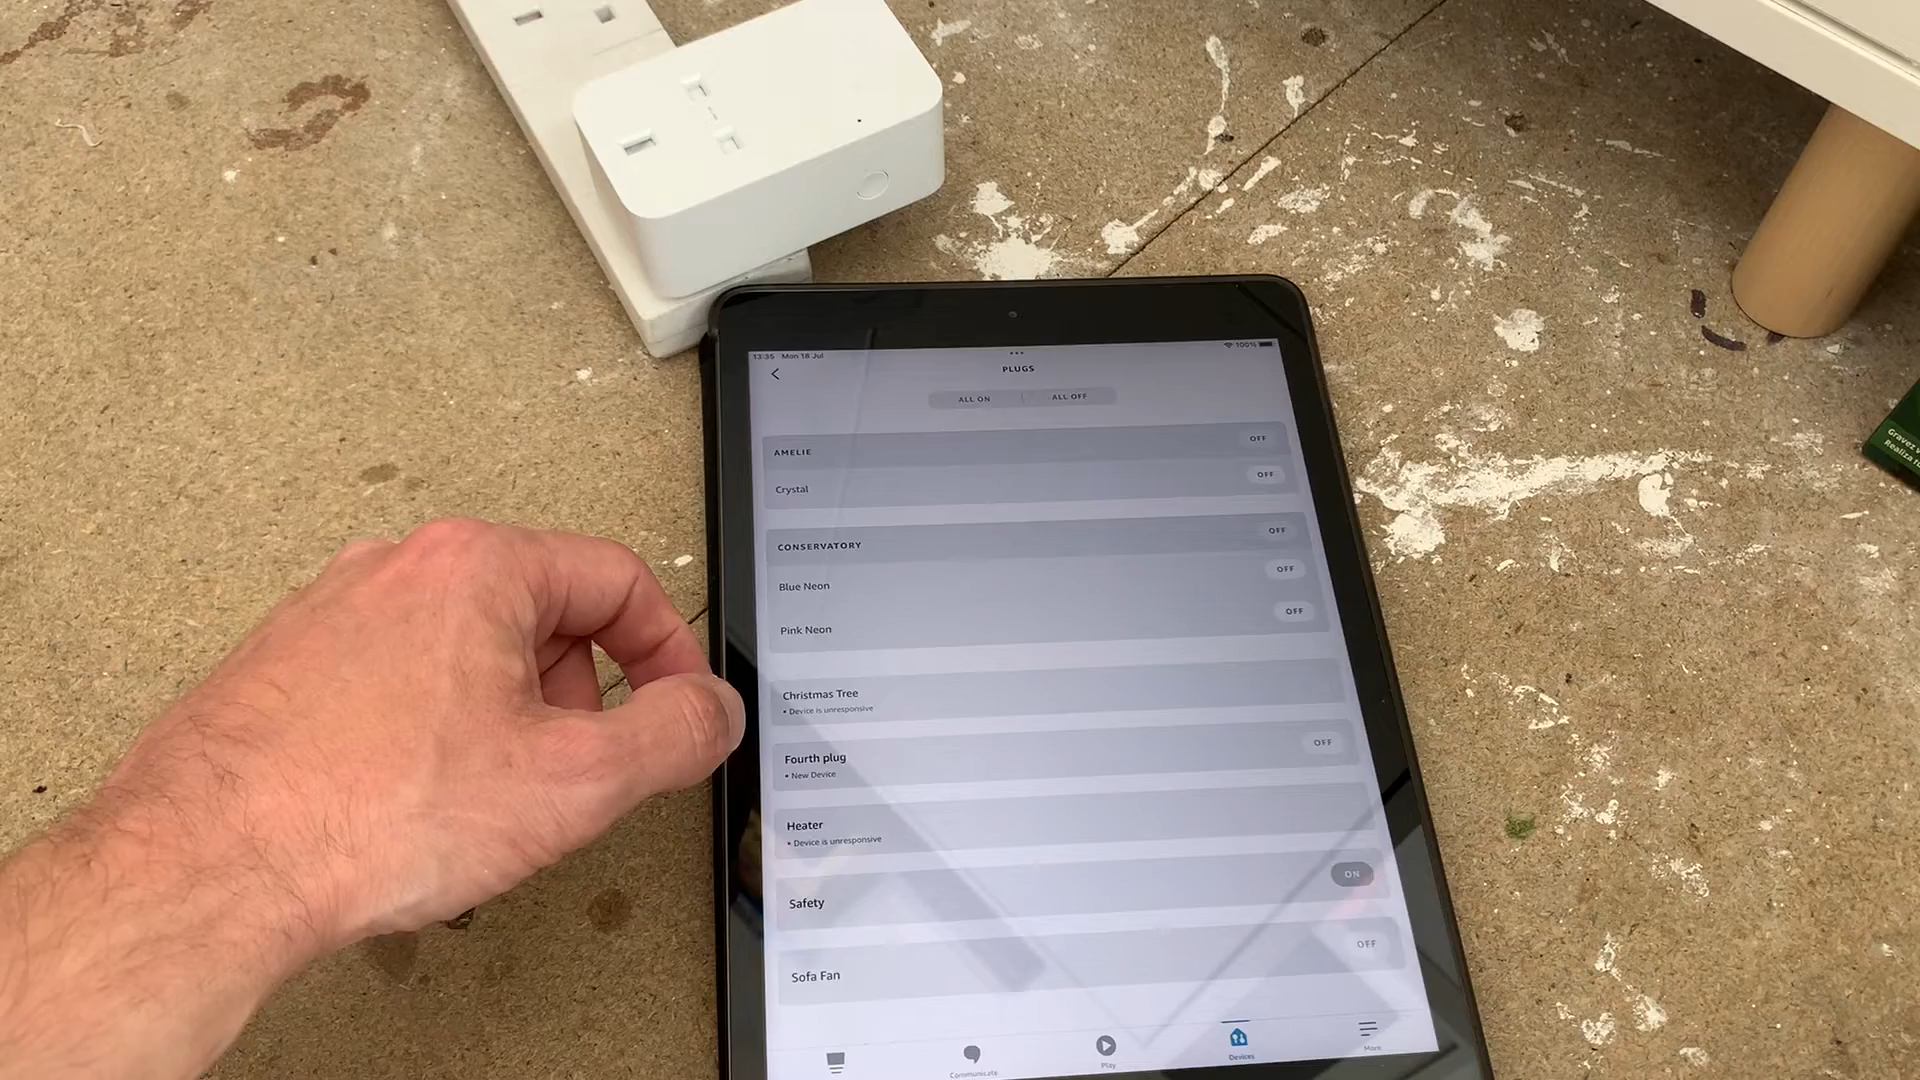 13:35 Mon 18 Jul
100%
PLUGS
ALL ON
ALL OFF
AMELIE
OFF
Crystal
OFF
CONSERVATORY
OFF
Blue Neon
OFF
Pink Neon
OFF
Christmas Tree
• Device is unresponsive
Fourth plug
OFF
• New Device
Heater
• Device is unresponsive
Safety
ON
Sofa Fan
OFF
Communicate
Play
Devices
More
Gravez
Realiza